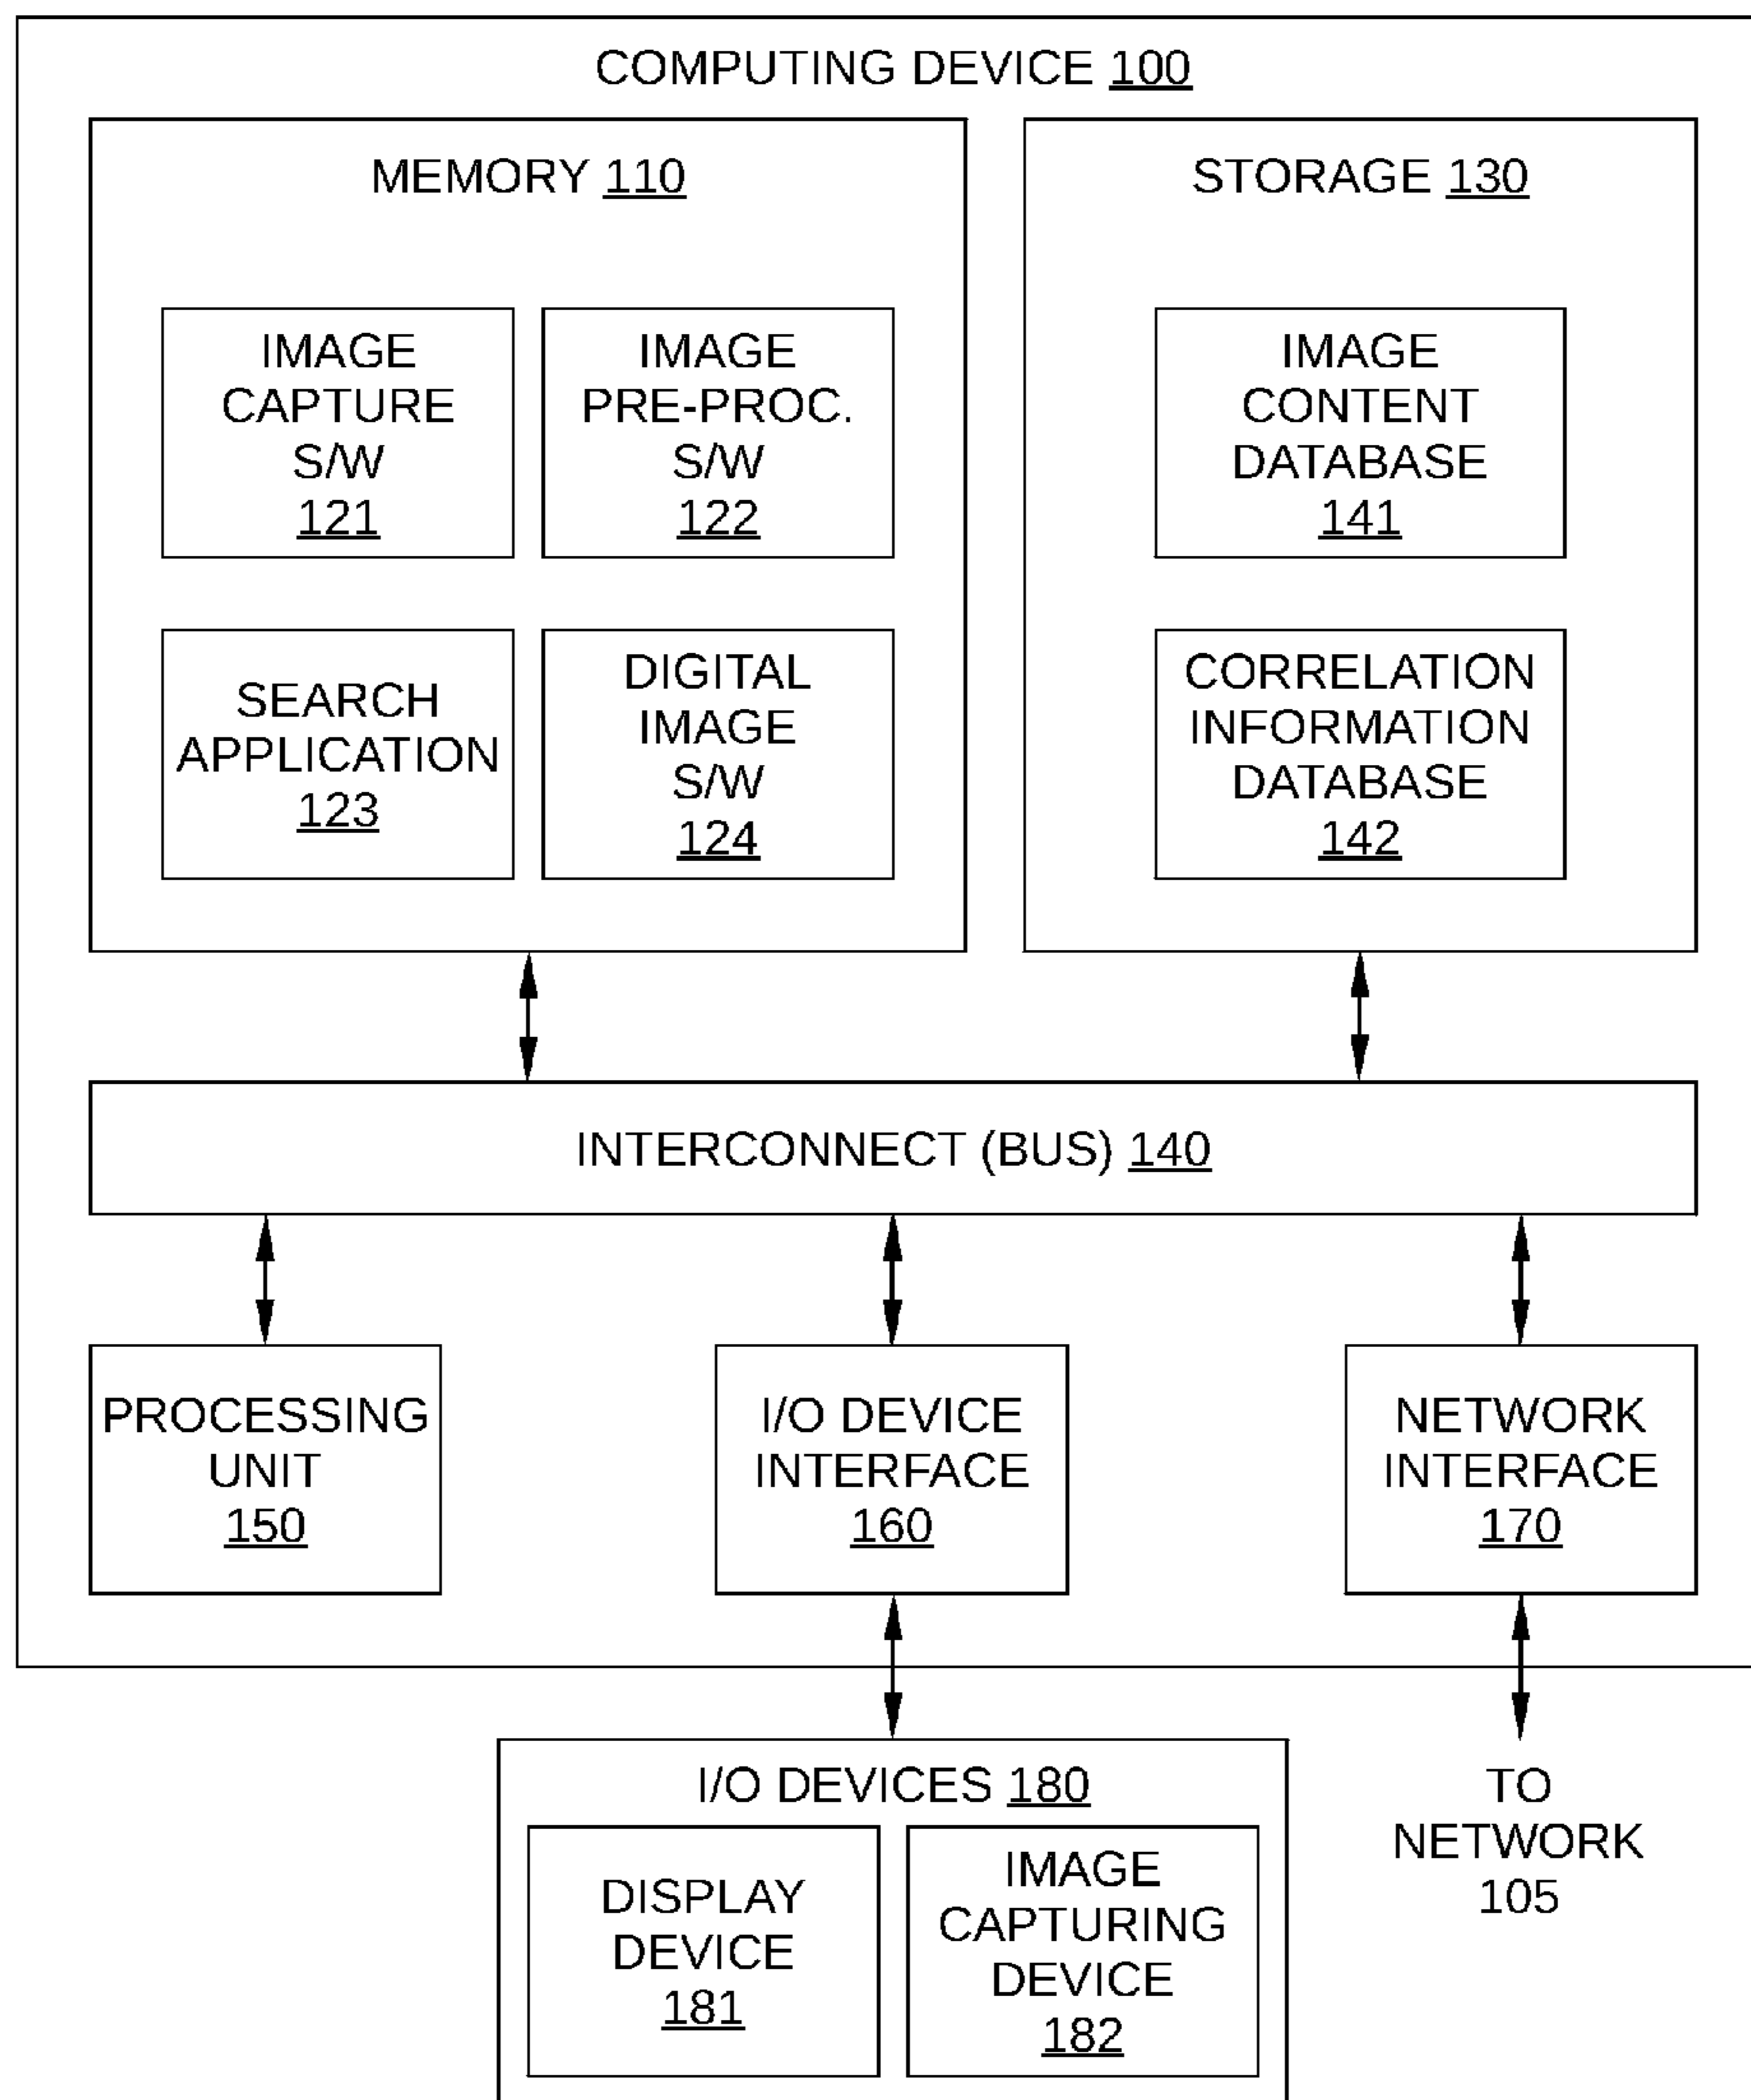 COMPUTING DEVICE 100
MEMORY 110
IMAGE
CAPTURE
S/W
121
IMAGE
PRE-PROC.
S/W
122
SEARCH
APPLICATION
123
DIGITAL
IMAGE
S/W
124
STORAGE 130
IMAGE
CONTENT
DATABASE
141
CORRELATION
INFORMATION
DATABASE
142
INTERCONNECT (BUS) 140
PROCESSING
UNIT
150
I/O DEVICE
INTERFACE
160
NETWORK
INTERFACE
170
I/O DEVICES 180
DISPLAY
DEVICE
181
IMAGE
CAPTURING
DEVICE
182
TO
NETWORK
105